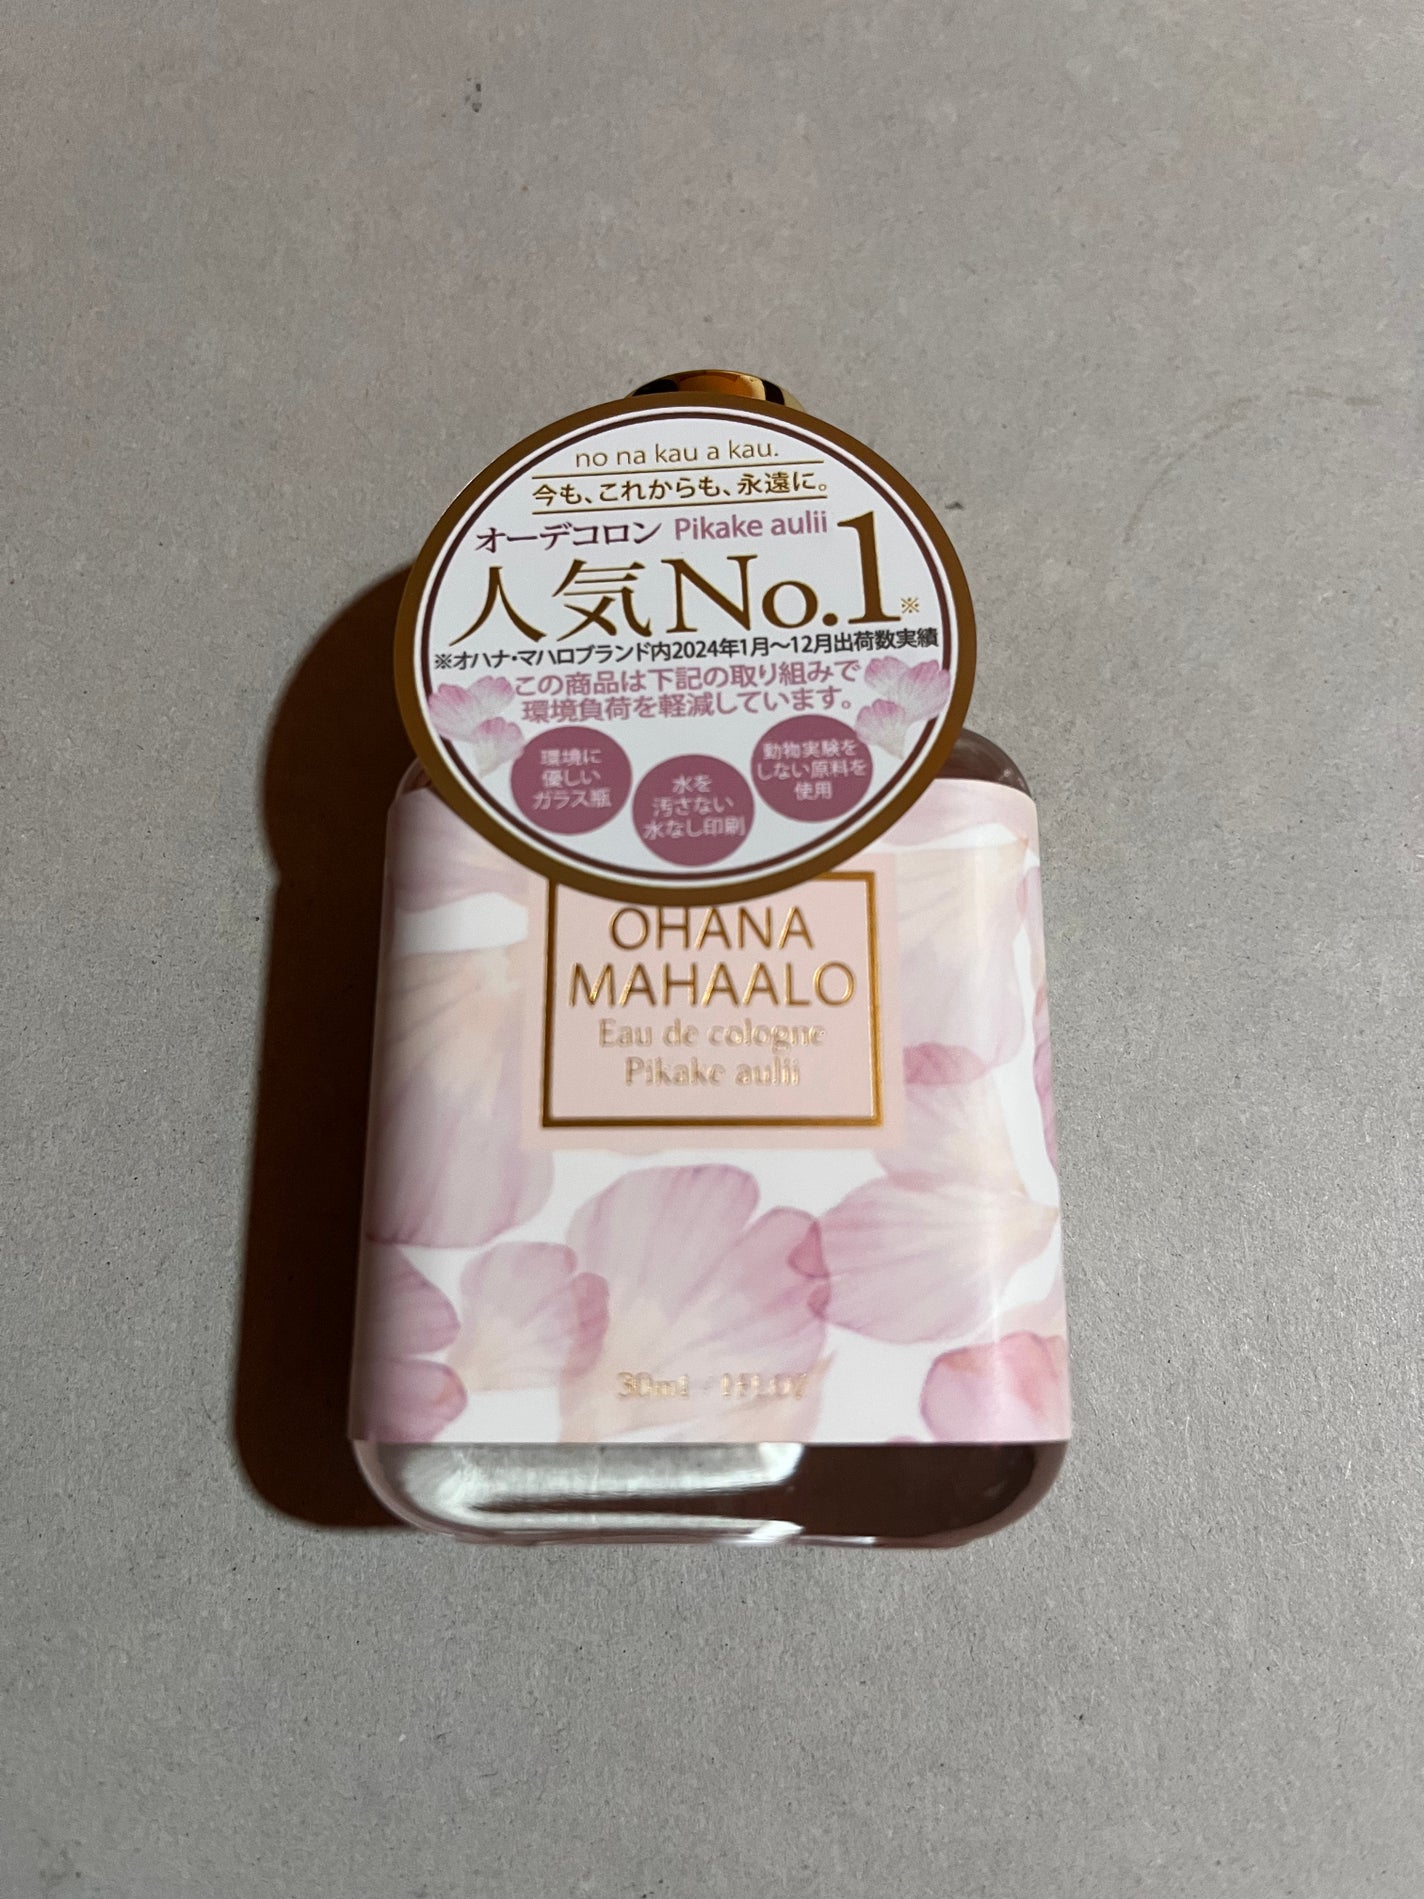 no na kau a kau.
今も、これからも、永遠に。
オーデコロン Pikake aulii
人気No.1※
※オハナ・マハロブランド内2024年1月〜12月出荷数実績
この商品は下記の取り組みで
環境負荷を軽減しています。
環境に
優しい
ガラス瓶
水を
汚さない
水なし印刷
動物実験を
しない原料を
使用
OHANA
MAHAALO
Eau de cologne
Pikake aulii
30ml